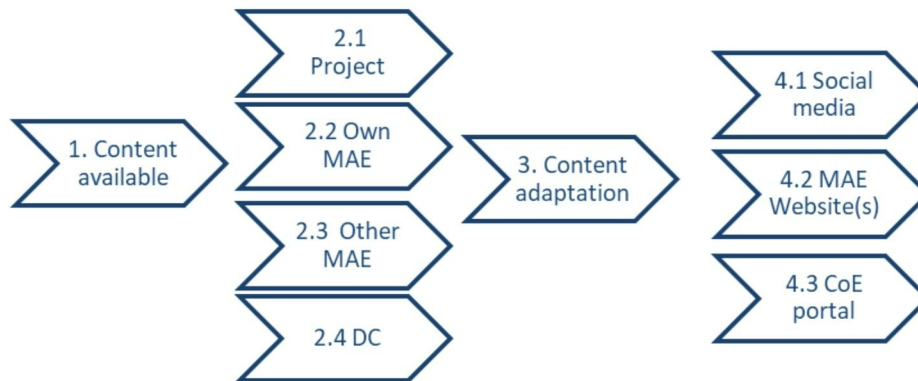 1. Content
available
2.1
Project
2.2 Own
MAE
2.3 Other
MAE
2.4 DC
3. Content
adaptation
4.1 Social
media
4.2 MAE
Website(s)
4.3 CoE
portal